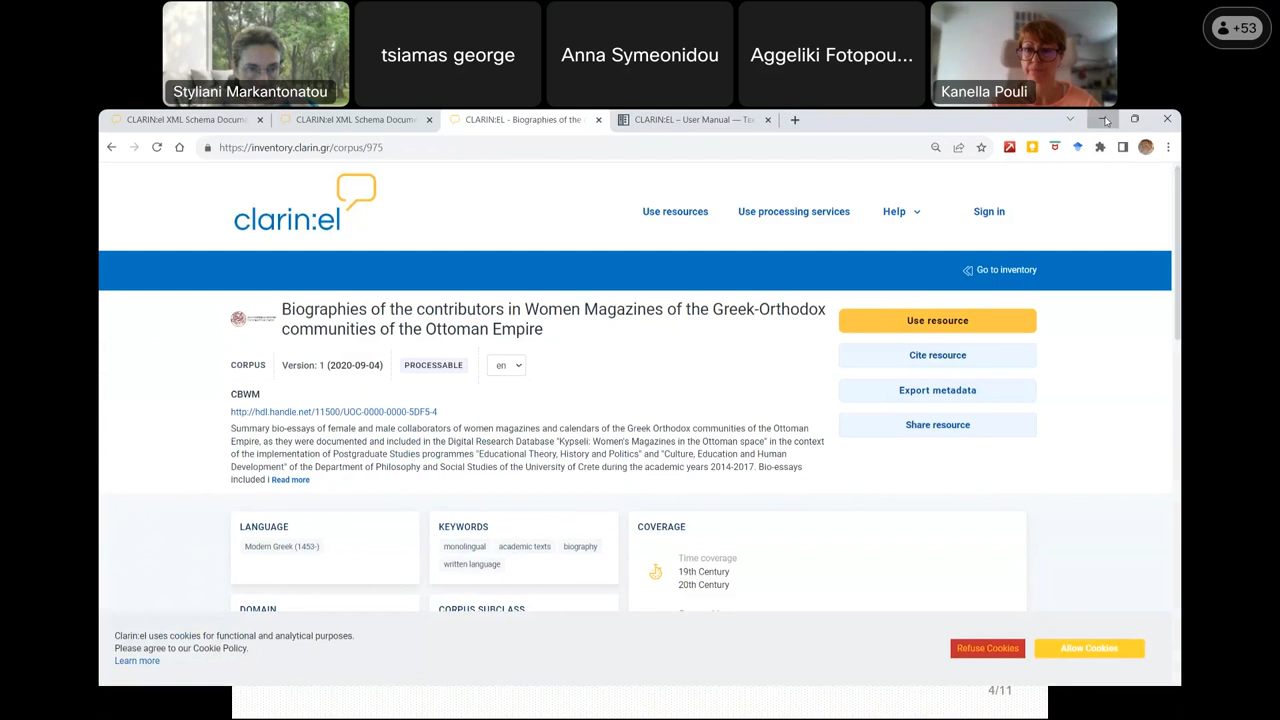 Styliani Markantonatou
tsiamas george
Anna Symeonidou
Aggeliki Fotopou...
Kanella Pouli
+53
CLARIN:el XML Schema Docum
CLARIN:el XML Schema Docum
CLARIN:EL - Biographies of the
CLARIN:EL – User Manual — Te
https://inventory.clarin.gr/corpus/975
clarin:el
Use resources
Use processing services
Help
Sign in
Go to inventory
Biographies of the contributors in Women Magazines of the Greek-Orthodox
communities of the Ottoman Empire
Use resource
Cite resource
Export metadata
Share resource
CORPUS
Version: 1 (2020-09-04)
PROCESSABLE
en
CBWM
http://hdl.handle.net/11500/UOC-0000-0000-5DF5-4
Summary bio-essays of female and male collaborators of women magazines and calendars of the Greek Orthodox communities of the Ottoman
Empire, as they were documented and included in the Digital Research Database "Kypseli: Women's Magazines in the Ottoman space" in the context
of the implementation of Postgraduate Studies programmes "Educational Theory, History and Politics" and "Culture, Education and Human
Development" of the Department of Philosophy and Social Studies of the University of Crete during the academic years 2014-2017. Bio-essays
included i Read more
LANGUAGE
Modern Greek (1453-)
KEYWORDS
monolingual academic texts biography
written language
COVERAGE
Time coverage
19th Century
20th Century
DOMAIN
CORPUS SUBCLASS
Clarin:el uses cookies for functional and analytical purposes.
Please agree to our Cookie Policy.
Learn more
Refuse Cookies
Allow Cookies
4/11